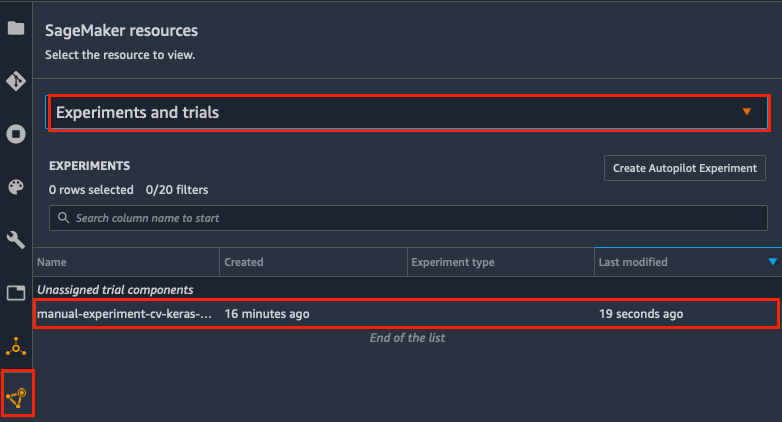 SageMaker resources
Select the resource to view.
Experiments and trials
EXPERIMENTS
Create Autopilot Experiment
0 rows selected 0/20 filters
Search column name to start
Name Created Experiment type Last modified
Unassigned trial components
manual-experiment-cv-keras-... 16 minutes ago 19 seconds ago
End of the list